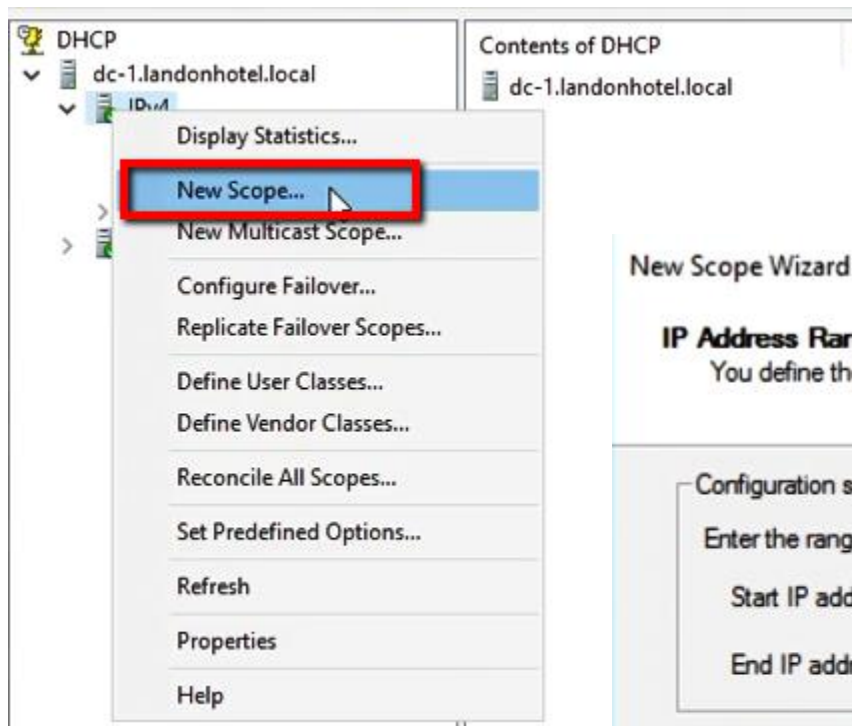 DHCP
dc-1.landonhotel.local
IPv4
Display Statistics...
New Scope...
New Multicast Scope...
Configure Failover...
Replicate Failover Scopes...
Define User Classes...
Define Vendor Classes...
Reconcile All Scopes...
Set Predefined Options...
Refresh
Properties
Help
Contents of DHCP
dc-1.landonhotel.local
New Scope Wizard
IP Address Ran
You define th
Configuration s
Enter the rang
Start IP add
End IP addr